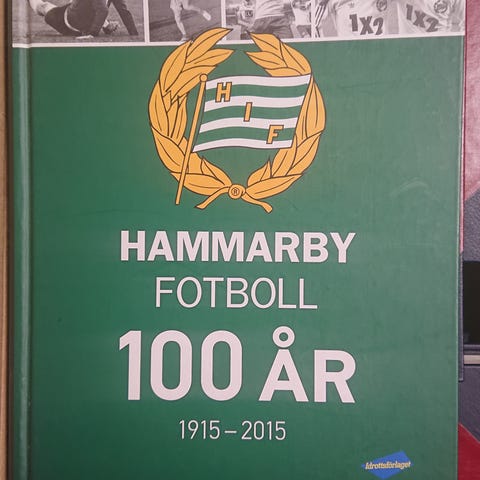 1X2 1X2
HIF
®
HAMMARBY
FOTBOLL
100 ÅR
1915–2015
Idrottsförlaget